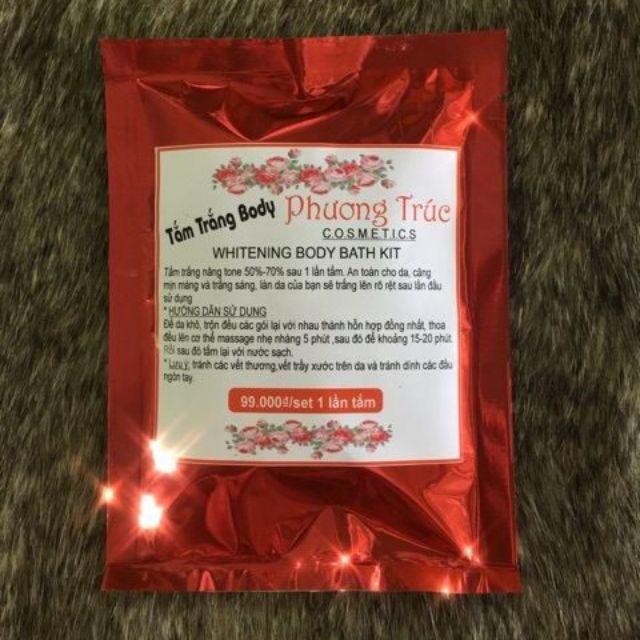 Tắm Trắng Body
Phương Trúc
COSMETICS
WHITENING BODY BATH KIT
Tắm trắng nâng tone 50%-70% sau 1 lần tắm. An toàn cho da, căng
mịn máng và trắng sáng, làn da của bạn sẽ trắng lên rõ rệt sau lần đầu
sử dụng
* HƯỚNG DẪN SỬ DỤNG
Để da khô, trộn đều các gói lại với nhau thành hỗn hợp đồng nhất, thoa
đều lên cơ thể massage nhẹ nhàng 5 phút ,sau đó để khoảng 15-20 phút.
Rồi sau đó tắm lại với nước sạch.
* Lưu ý: tránh các vết thương,vết trầy xước trên da và tránh dính các đầu
ngón tay.
99.000đ/set 1 lần tắm